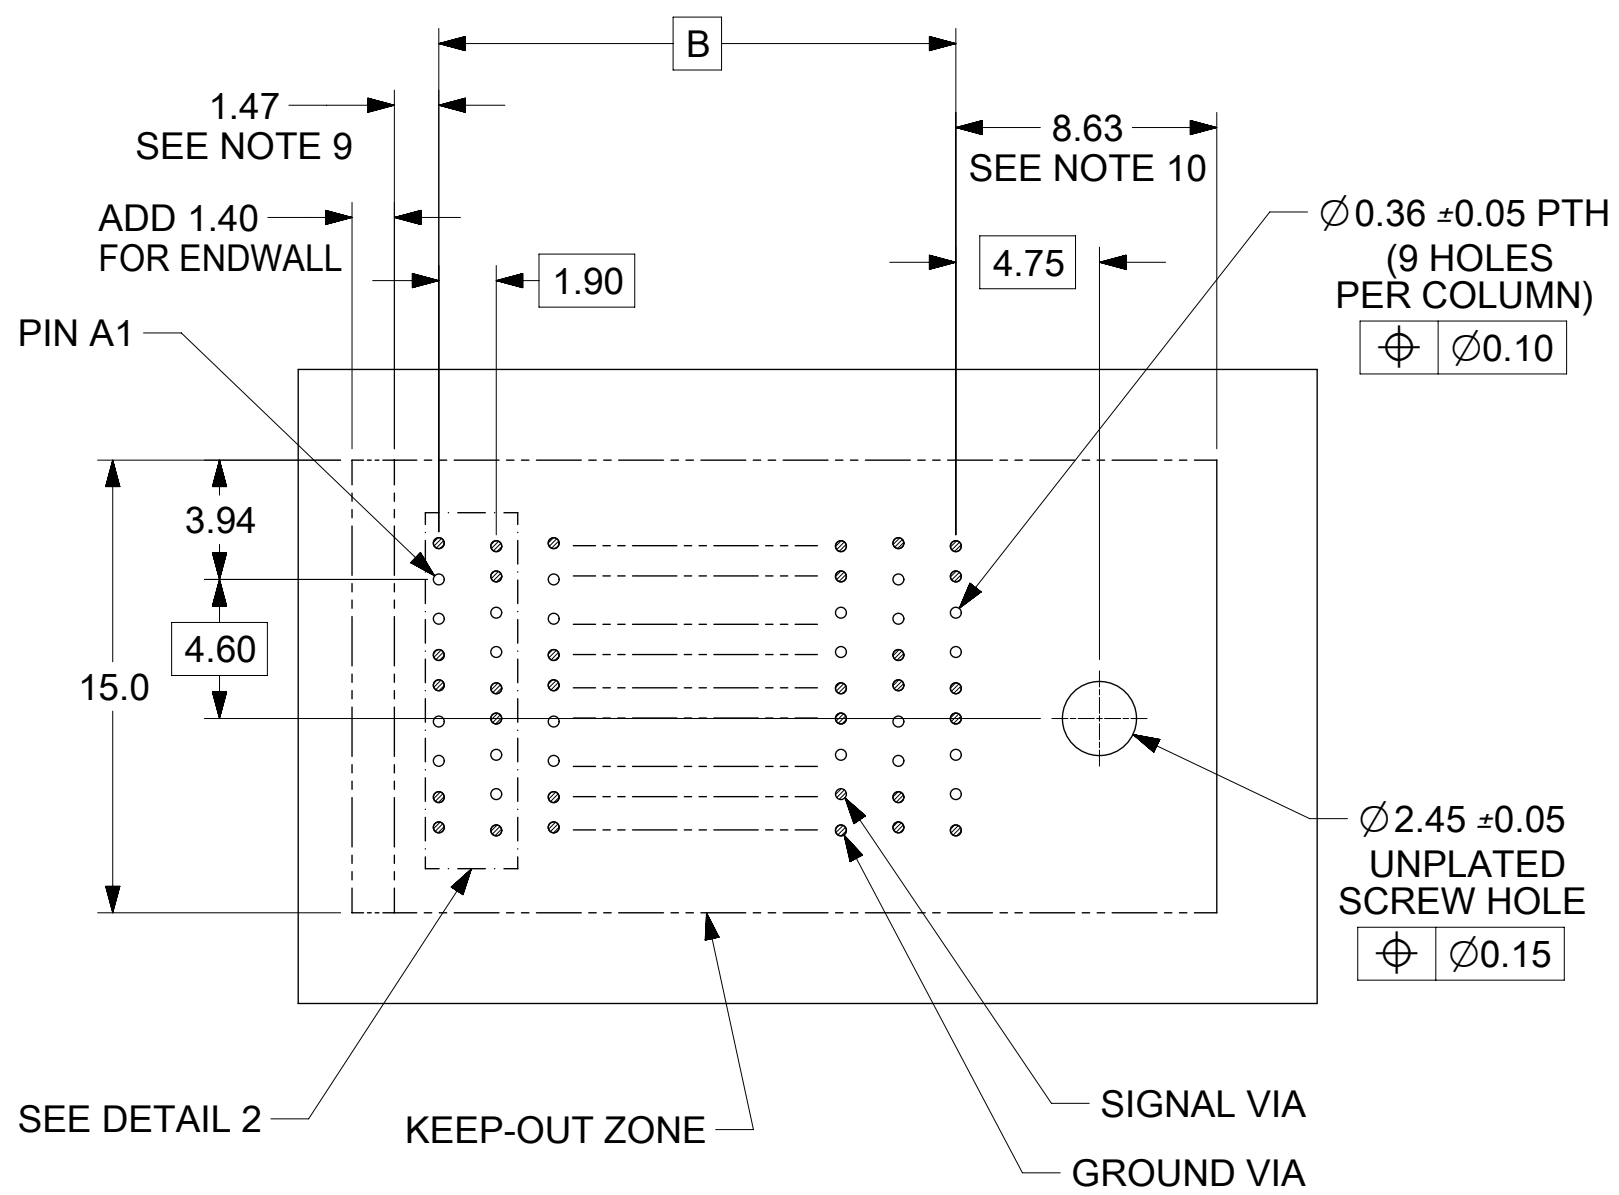 B
1.47
SEE NOTE 9
8.63
SEE NOTE 10
ADD 1.40
FOR ENDWALL
1.90
4.75
⌀0.36 ±0.05 PTH
(9 HOLES
PER COLUMN)
⌖ ⌀0.10
PIN A1
3.94
4.60
15.0
⌀2.45 ±0.05
UNPLATED
SCREW HOLE
⌖ ⌀0.15
SEE DETAIL 2
KEEP-OUT ZONE
SIGNAL VIA
GROUND VIA